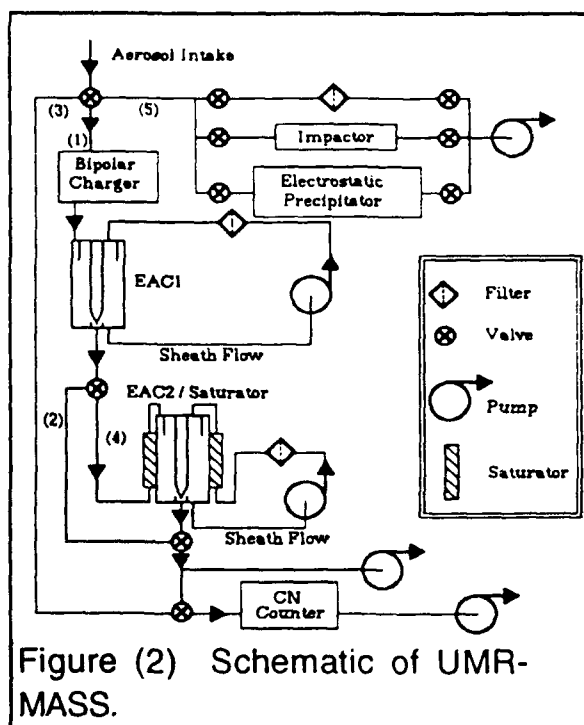 Aerosol Intake
(3)
(5)
(1)
Bipolar
Charger
Impactor
Electrostatic
Precipitator
EAC1
Sheath Flow
EAC2 / Saturator
(2)
(4)
Sheath Flow
CN
Counter
Filter
Valve
Pump
Saturator
Figure (2) Schematic of UMR-
MASS.